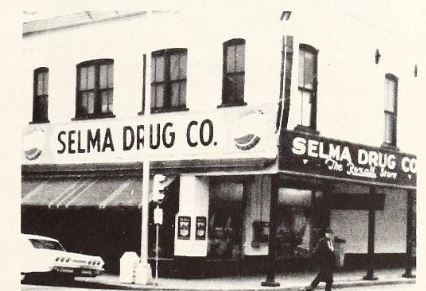 SELMA DRUG CO.
SELMA DRUG CO
The Rexall Store